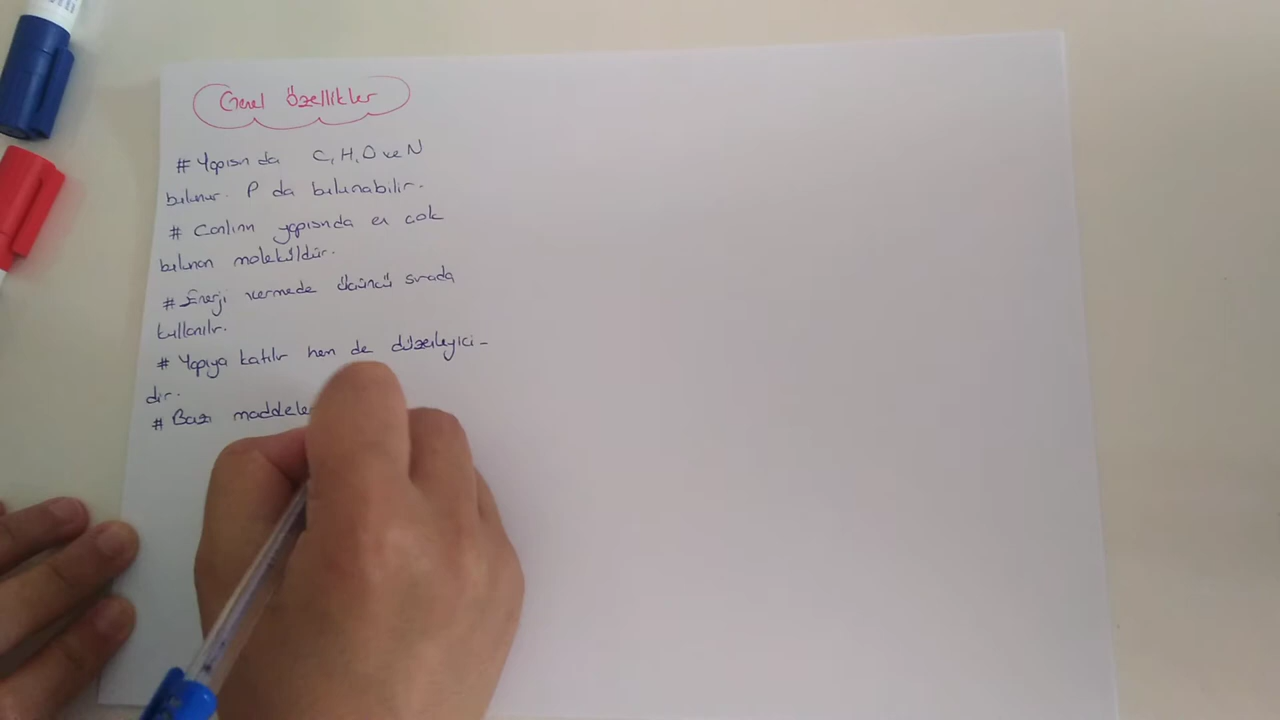 Genel Özellikler
# Yapısında C, H, O ve N
bulunur. P da bulunabilir.
# Canlının yapısında en çok
bulunan moleküldür.
# Enerji vermede üçüncü sırada
kullanılır.
# Yapıya katılır hem de düzenleyici-
dir.
# Bazı maddele